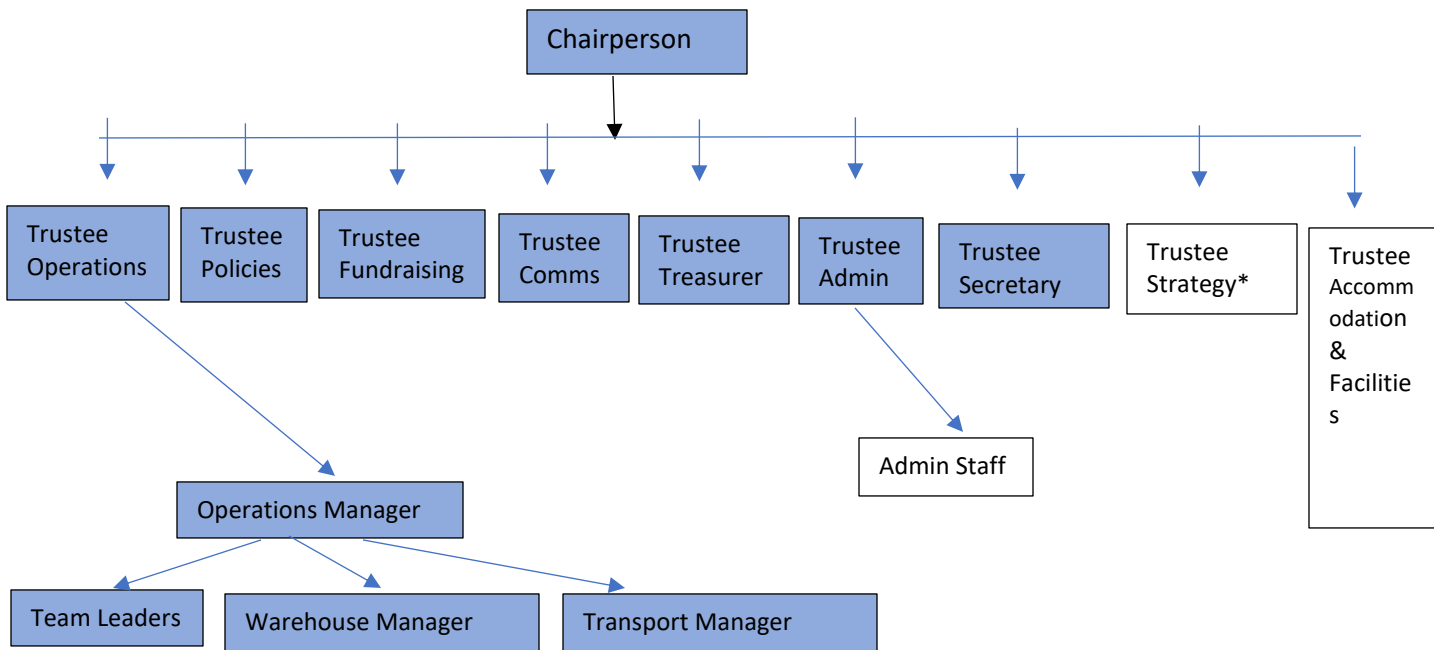 Chairperson
Trustee
Operations
Trustee
Policies
Trustee
Fundraising
Trustee
Comms
Trustee
Treasurer
Trustee
Admin
Trustee
Secretary
Trustee
Strategy*
Trustee
Accomm
odation
&
Facilitie
s
Admin Staff
Operations Manager
Team Leaders
Warehouse Manager
Transport Manager